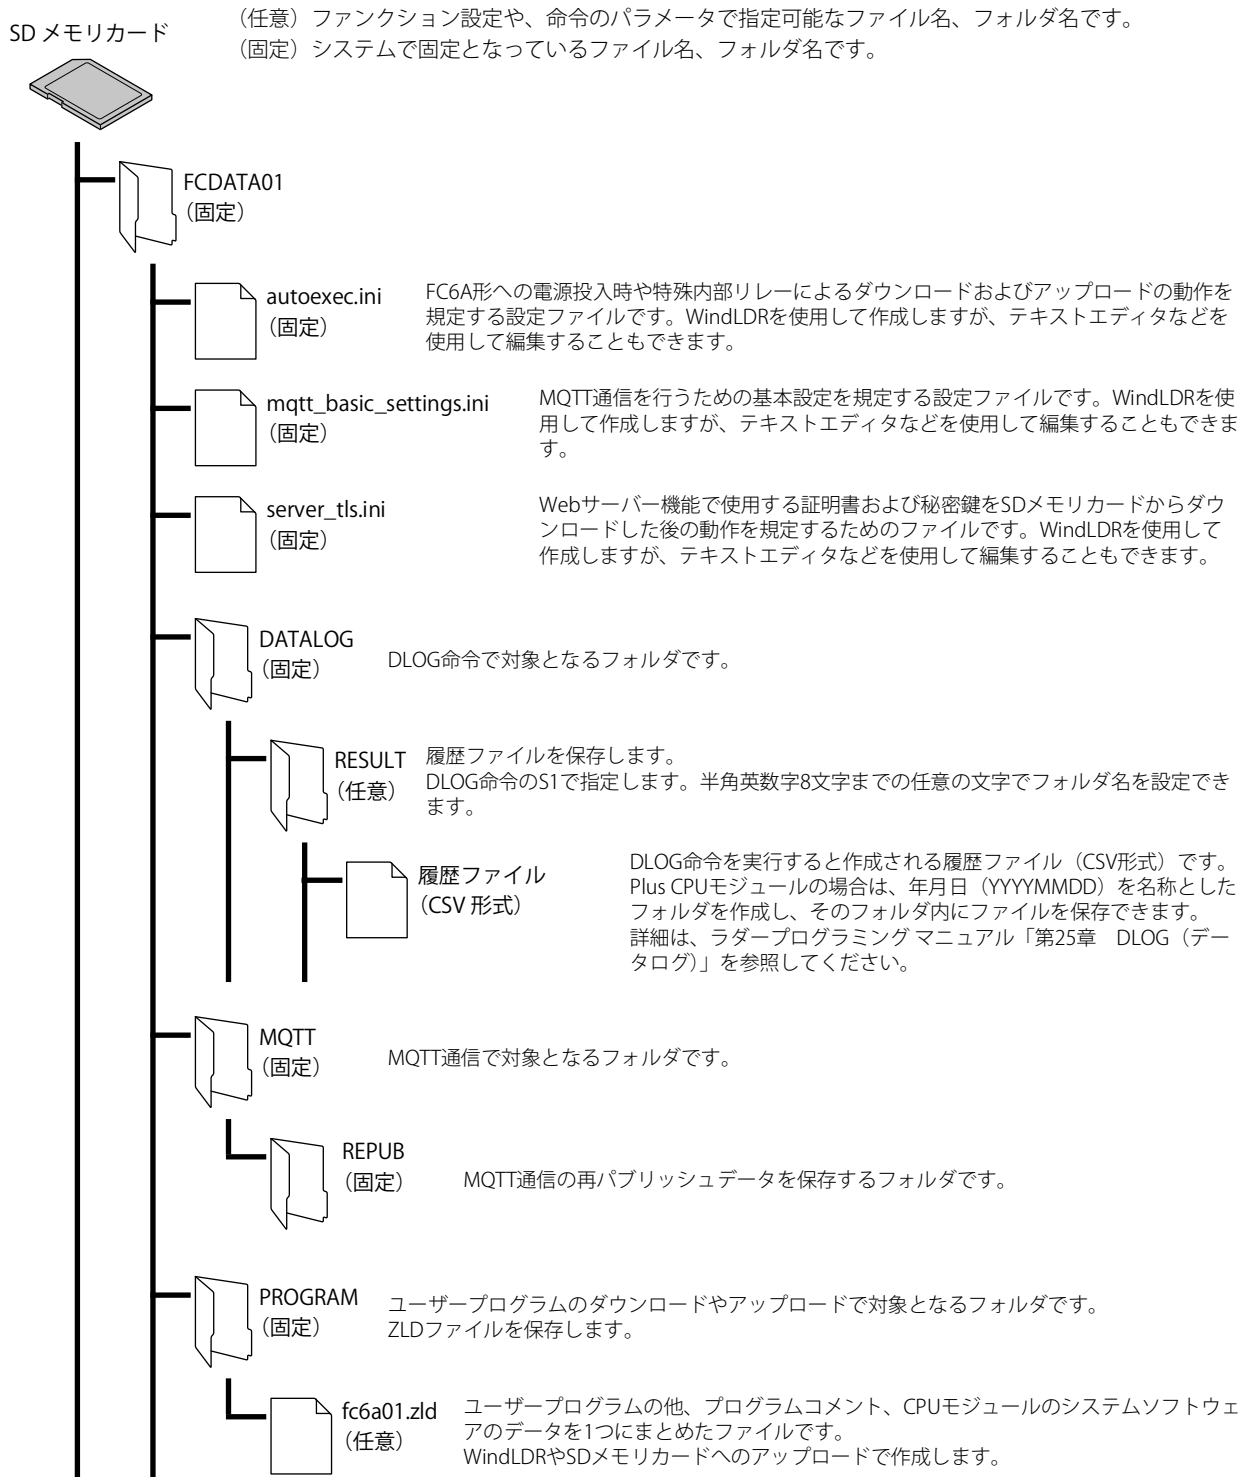 （任意）ファンクション設定や、命令のパラメータで指定可能なファイル名、フォルダ名です。
SD メモリカード
（固定）システムで固定となっているファイル名、フォルダ名です。
FCDATA01
（固定）
autoexec.ini
（固定）
FC6A形への電源投入時や特殊内部リレーによるダウンロードおよびアップロードの動作を
規定する設定ファイルです。WindLDRを使用して作成しますが、テキストエディタなどを
使用して編集することもできます。
mqtt_basic_settings.ini
（固定）
MQTT通信を行うための基本設定を規定する設定ファイルです。WindLDRを使
用して作成しますが、テキストエディタなどを使用して編集することもできま
す。
server_tls.ini
（固定）
Webサーバー機能で使用する証明書および秘密鍵をSDメモリカードからダウ
ンロードした後の動作を規定するためのファイルです。WindLDRを使用して
作成しますが、テキストエディタなどを使用して編集することもできます。
DATALOG
（固定）
DLOG命令で対象となるフォルダです。
RESULT
（任意）
履歴ファイルを保存します。
DLOG命令のS1で指定します。半角英数字8文字までの任意の文字でフォルダ名を設定でき
ます。
履歴ファイル
（CSV 形式）
DLOG命令を実行すると作成される履歴ファイル（CSV形式）です。
Plus CPUモジュールの場合は、年月日（YYYYMMDD）を名称とした
フォルダを作成し、そのフォルダ内にファイルを保存できます。
詳細は、ラダープログラミング マニュアル「第25章　DLOG（デー
タログ）」を参照してください。
MQTT
（固定）
MQTT通信で対象となるフォルダです。
REPUB
（固定）
MQTT通信の再パブリッシュデータを保存するフォルダです。
PROGRAM
（固定）
ユーザープログラムのダウンロードやアップロードで対象となるフォルダです。
ZLDファイルを保存します。
fc6a01.zld
（任意）
ユーザープログラムの他、プログラムコメント、CPUモジュールのシステムソフトウェ
アのデータを1つにまとめたファイルです。
WindLDRやSDメモリカードへのアップロードで作成します。